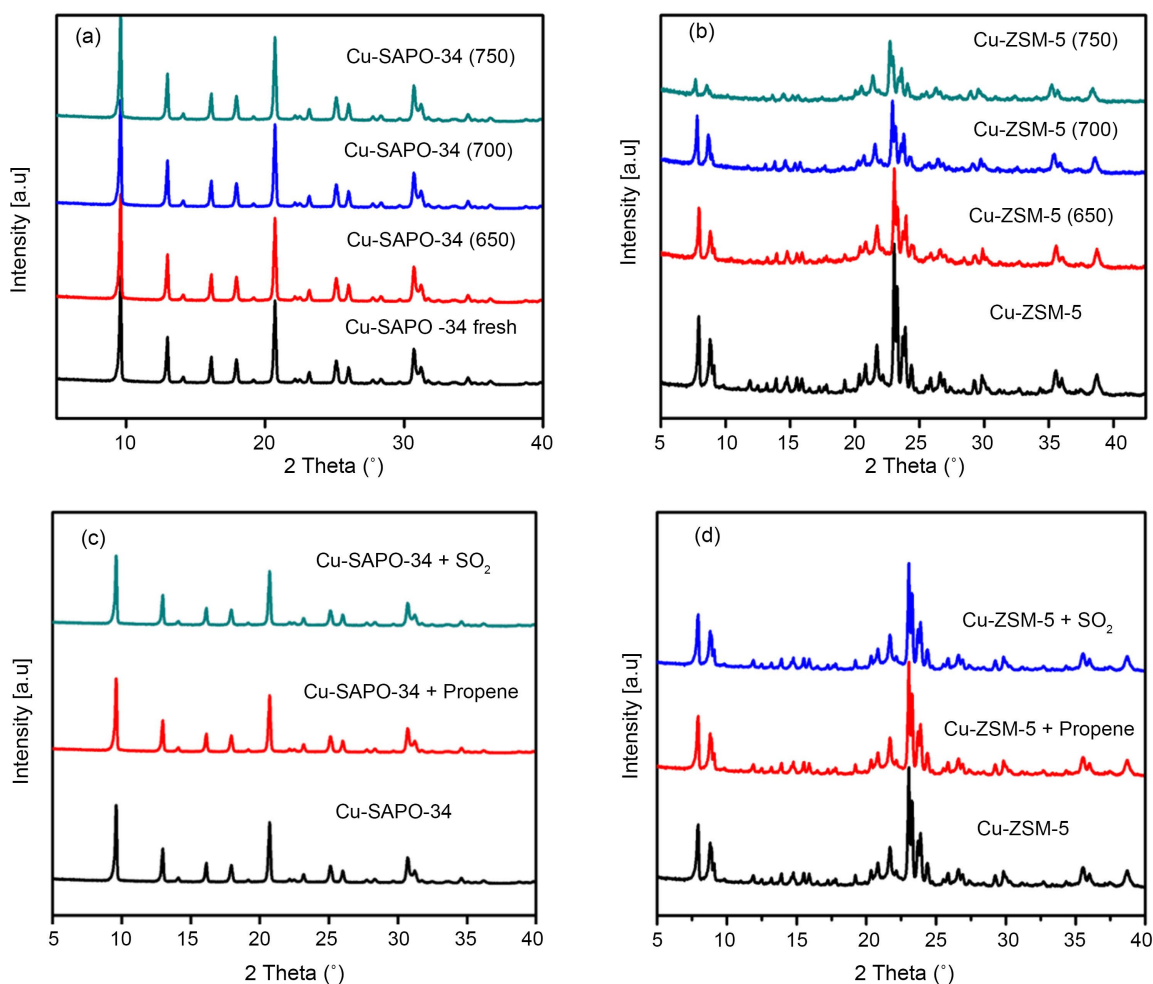 (a)
Cu-SAPO-34 (750)
Cu-SAPO-34 (700)
Cu-SAPO-34 (650)
Cu-SAPO -34 fresh
Intensity [a.u]
10 20 30 40
2 Theta (°)
(b)
Cu-ZSM-5 (750)
Cu-ZSM-5 (700)
Cu-ZSM-5 (650)
Cu-ZSM-5
Intensity [a.u]
5 10 15 20 25 30 35 40
2 Theta (°)
(c)
Cu-SAPO-34 + SO₂
Cu-SAPO-34 + Propene
Cu-SAPO-34
Intensity [a.u]
5 10 15 20 25 30 35 40
2 Theta (°)
(d)
Cu-ZSM-5 + SO₂
Cu-ZSM-5 + Propene
Cu-ZSM-5
Intensity [a.u]
5 10 15 20 25 30 35 40
2 Theta (°)